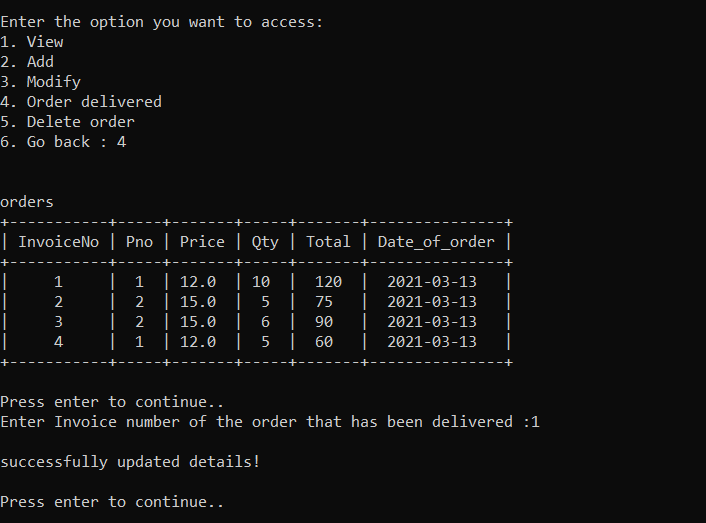 Enter the option you want to access:
1. View
2. Add
3. Modify
4. Order delivered
5. Delete order
6. Go back : 4
orders
+-----------+-----+-------+-----+-------+---------------+
| InvoiceNo | Pno | Price | Qty | Total | Date_of_order |
+-----------+-----+-------+-----+-------+---------------+
|     1     |  1  | 12.0  | 10  |  120  |   2021-03-13  |
|     2     |  2  | 15.0  |  5  |   75  |   2021-03-13  |
|     3     |  2  | 15.0  |  6  |   90  |   2021-03-13  |
|     4     |  1  | 12.0  |  5  |   60  |   2021-03-13  |
+-----------+-----+-------+-----+-------+---------------+
Press enter to continue..
Enter Invoice number of the order that has been delivered :1
successfully updated details!
Press enter to continue..